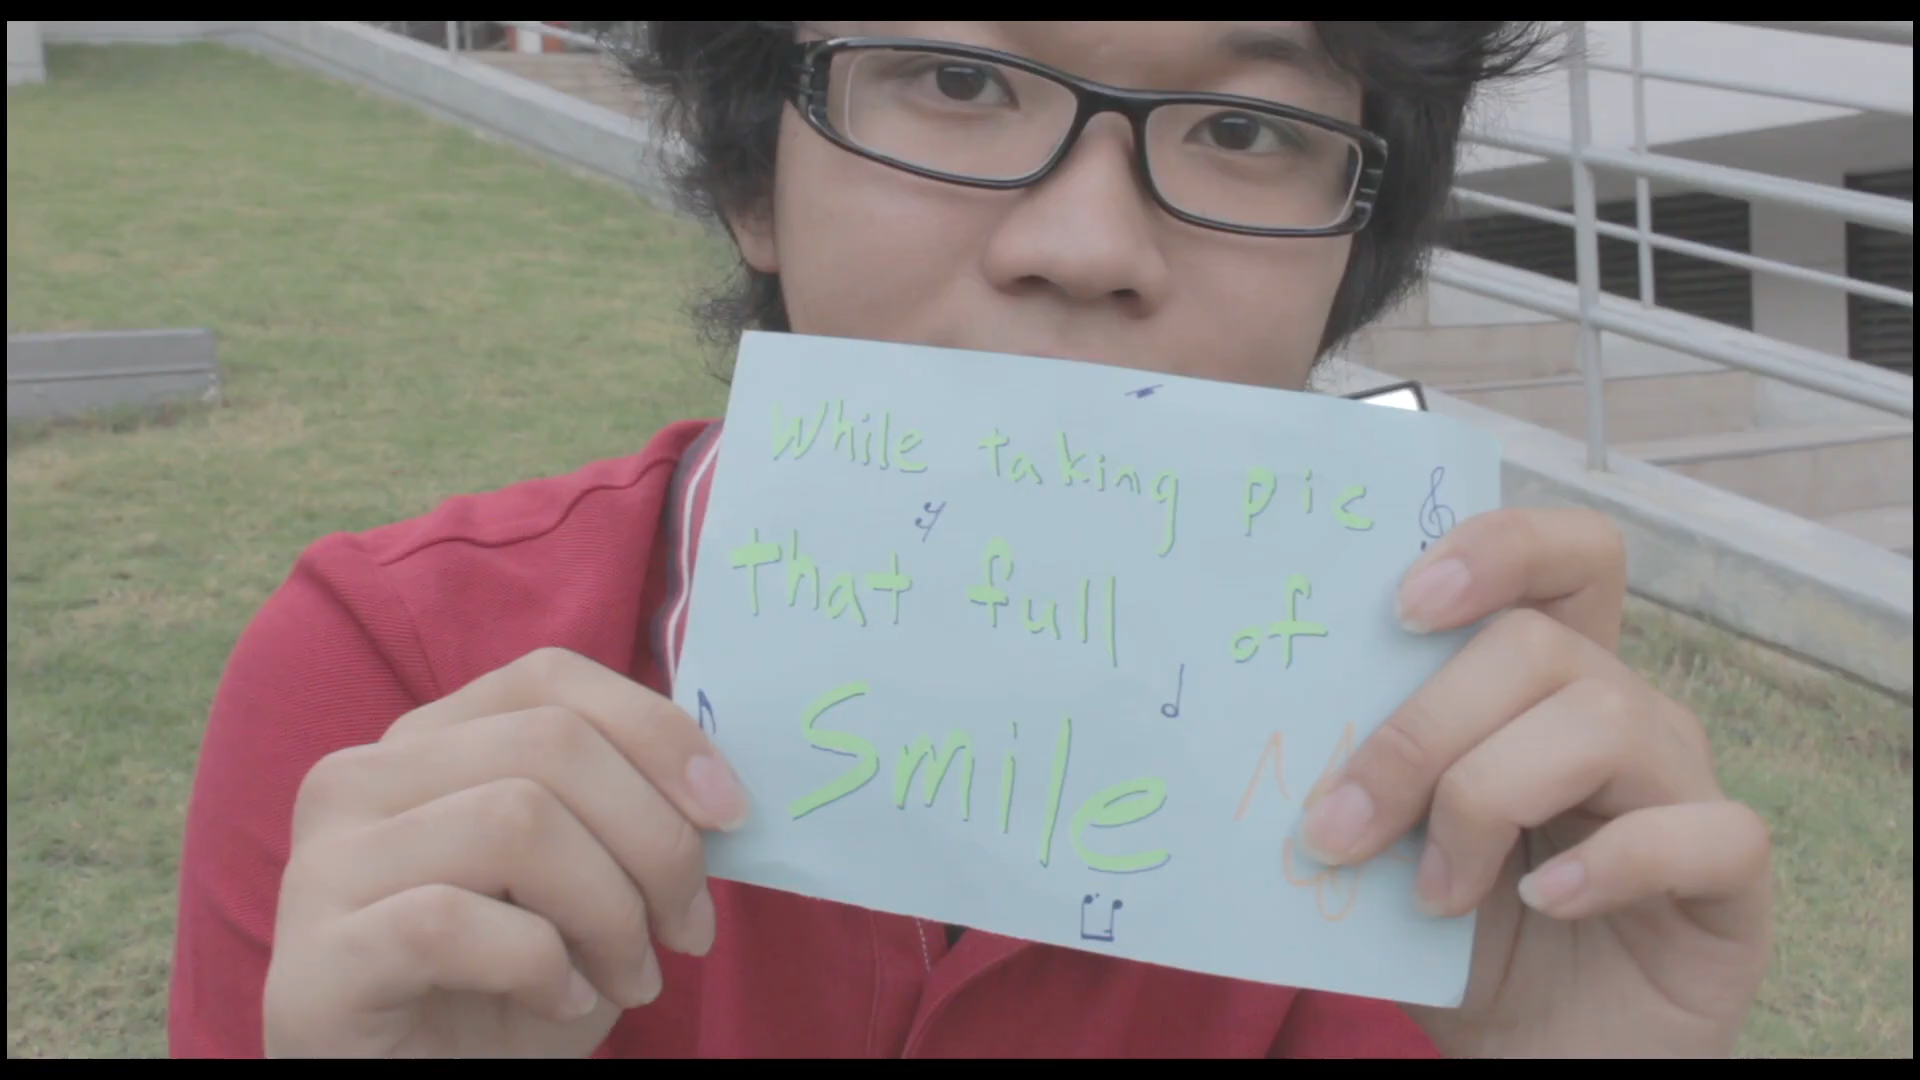 While taking pic
that full of
Smile